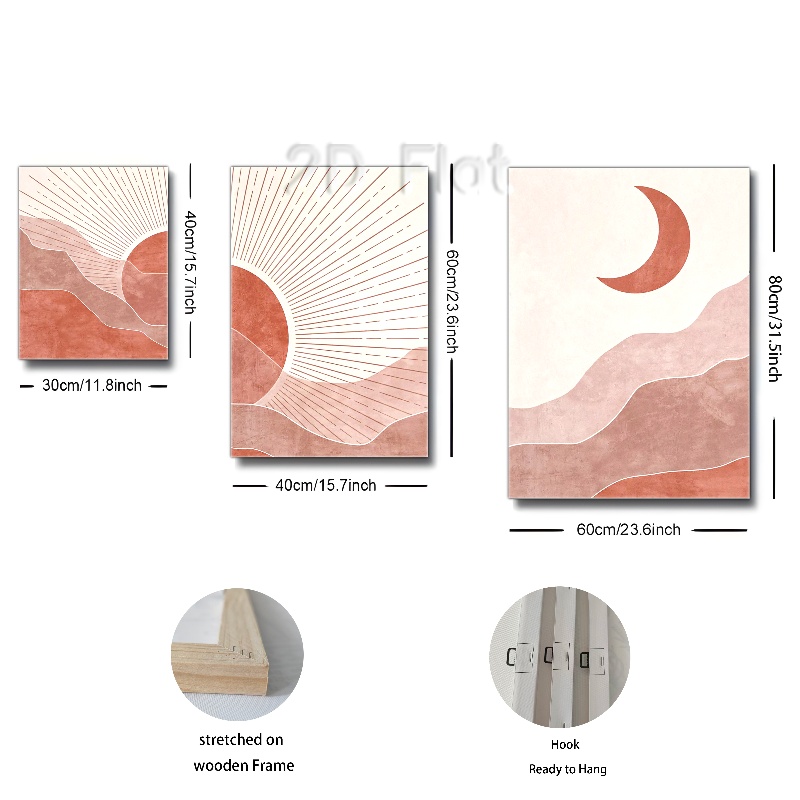 2D Flat
40cm/15.7inch
30cm/11.8inch
60cm/23.6inch
40cm/15.7inch
80cm/31.5inch
60cm/23.6inch
stretched on
wooden Frame
Hook
Ready to Hang